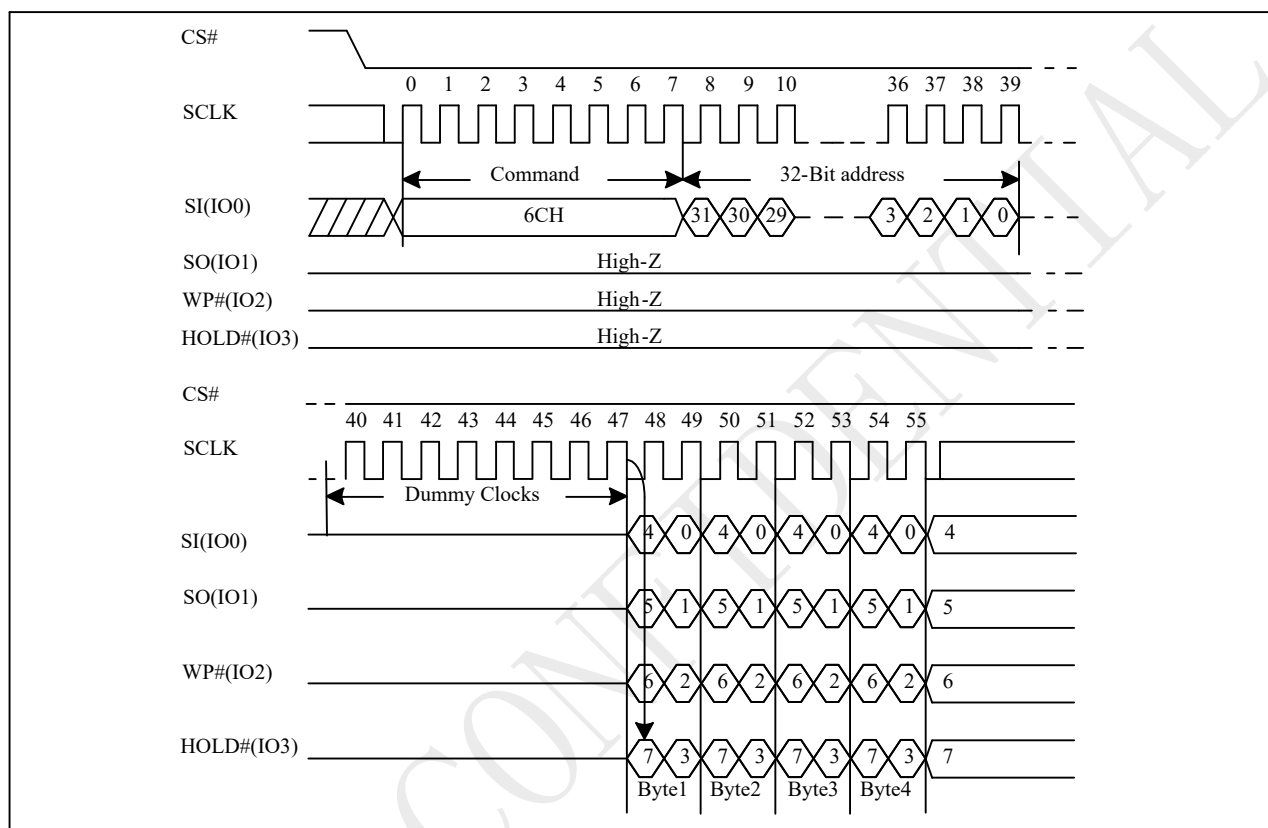 CS#
0 1 2 3 4 5 6 7 8 9 10 36 37 38 39
SCLK
Command 32-Bit address
SI(IO0) 6CH 31 30 29 3 2 1 0
SO(IO1) High-Z
WP#(IO2) High-Z
HOLD#(IO3) High-Z
CS#
40 41 42 43 44 45 46 47 48 49 50 51 52 53 54 55
SCLK
Dummy Clocks
SI(IO0) 4 0 4 0 4 0 4 0 4
SO(IO1) 5 1 5 1 5 1 5 1 5
WP#(IO2) 6 2 6 2 6 2 6 2 6
HOLD#(IO3) 7 3 7 3 7 3 7 3 7
Byte1 Byte2 Byte3 Byte4
CONFIDENTIAL